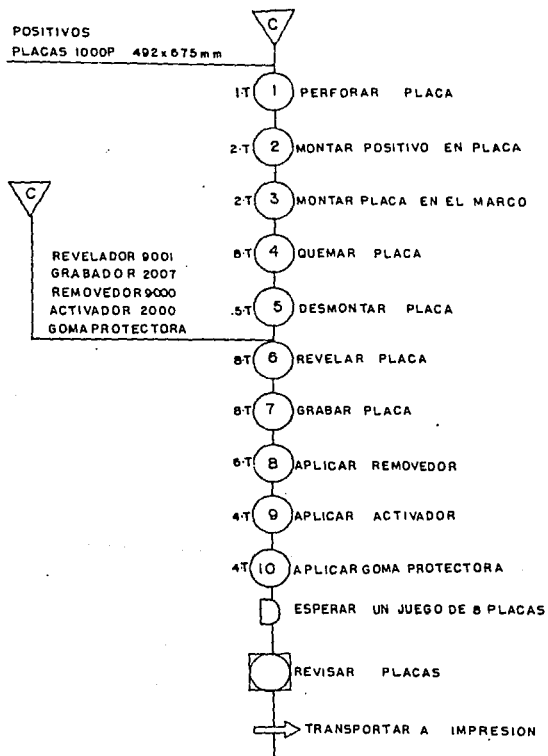 C
POSITIVOS
PLACAS 1000P 492x675mm
1·T 1 PERFORAR PLACA
2·T 2 MONTAR POSITIVO EN PLACA
2·T 3 MONTAR PLACA EN EL MARCO
8·T 4 QUEMAR PLACA
.5·T 5 DESMONTAR PLACA
C
REVELADOR 9001
GRABADOR 2007
REMOVEDOR 9000
ACTIVADOR 2000
GOMA PROTECTORA
8·T 6 REVELAR PLACA
8·T 7 GRABAR PLACA
6·T 8 APLICAR REMOVEDOR
4·T 9 APLICAR ACTIVADOR
4·T 10 APLICAR GOMA PROTECTORA
ESPERAR UN JUEGO DE 8 PLACAS
REVISAR PLACAS
TRANSPORTAR A IMPRESION